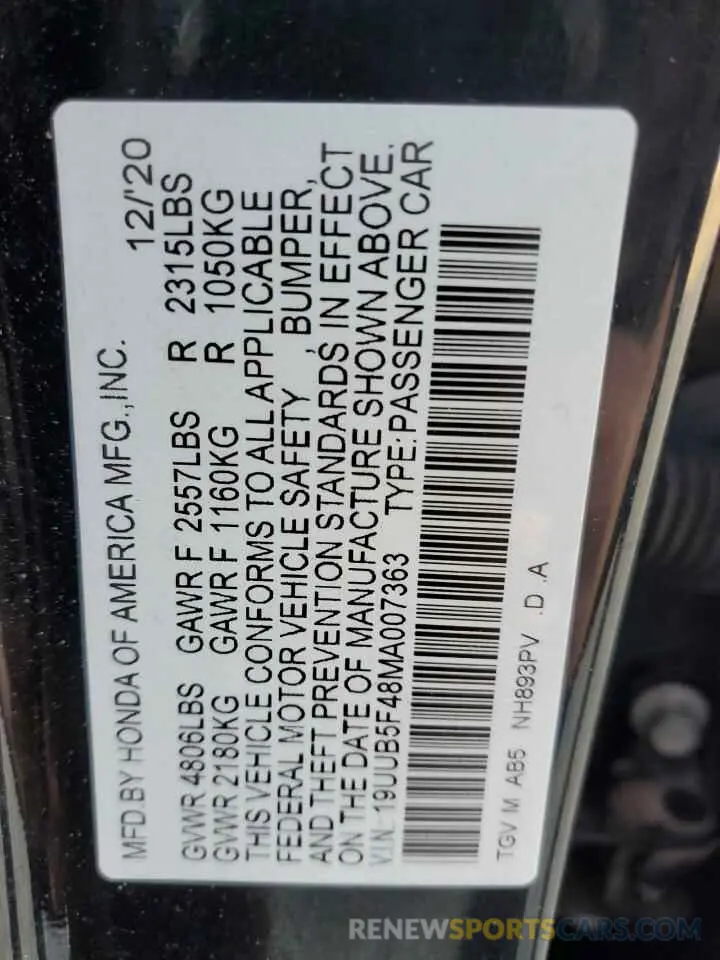 MFD.BY HONDA OF AMERICA MFG.,INC. 12/'20
GVWR 4806LBS GAWR F 2557LBS R 2315LBS
GVWR 2180KG GAWR F 1160KG R 1050KG
THIS VEHICLE CONFORMS TO ALL APPLICABLE
FEDERAL MOTOR VEHICLE SAFETY , BUMPER,
AND THEFT PREVENTION STANDARDS IN EFFECT
ON THE DATE OF MANUFACTURE SHOWN ABOVE.
V.I.N. 19UUB5F48MA007363 TYPE:PASSENGER CAR
TGV M AB5 NH893PV .D .A
RENEWSPORTSCARS.COM